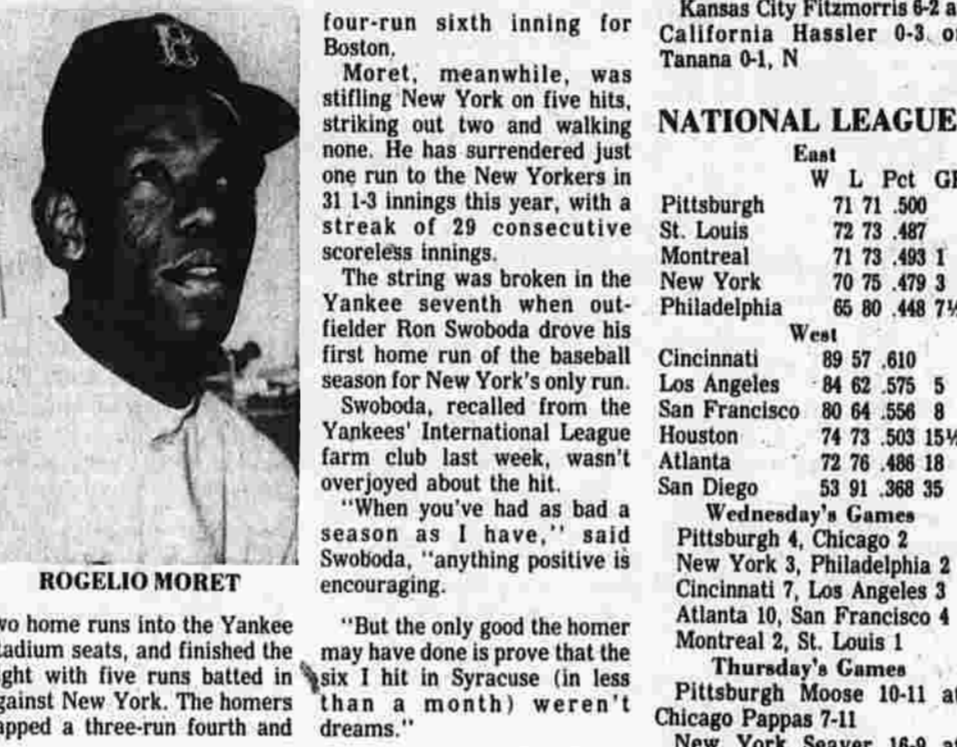 B
ROGELIO MORET
home runs into the Yankee
seats, and finished the
with five runs batted in
New York. The homers
a three-run fourth and
four-run sixth inning for
Boston.
Moret, meanwhile, was
stifling New York on five hits,
striking out two and walking
none. He has surrendered just
one run to the New Yorkers in
31 1-3 innings this year, with a
streak of 29 consecutive
scoreless innings.
The string was broken in the
Yankee seventh when out-
fielder Ron Swoboda drove his
first home run of the baseball
season for New York's only run.
Swoboda, recalled from the
Yankees' International League
farm club last week, wasn't
overjoyed about the hit.
"When you've had as bad a
season as I have," said
Swoboda, "anything positive is
encouraging.
"But the only good the homer
may have done is prove that the
six I hit in Syracuse (in less
than a month) weren't
dreams."
Kansas City Fitzmorris 6-2
California Hassler 0-3
Tanana 0-1, N
NATIONAL LEAGUE
East
W L Pct
Pittsburgh 71 71 .500
St. Louis 72 73 .487
Montreal 71 73 .493 1
New York 70 75 .479 3
Philadelphia 65 80 .448 7½
West
Cincinnati 89 57 .610
Los Angeles 84 62 .575 5
San Francisco 80 64 .556 8
Houston 74 73 .503 15½
Atlanta 72 76 .486 18
San Diego 53 91 .368 35
Wednesday's Games
Pittsburgh 4, Chicago 2
New York 3, Philadelphia 2
Cincinnati 7, Los Angeles 3
Atlanta 10, San Francisco 4
Montreal 2, St. Louis 1
Thursday's Games
Pittsburgh Moose 10-11 at
Chicago Pappas 7-11
New York Seaver 16-9 at